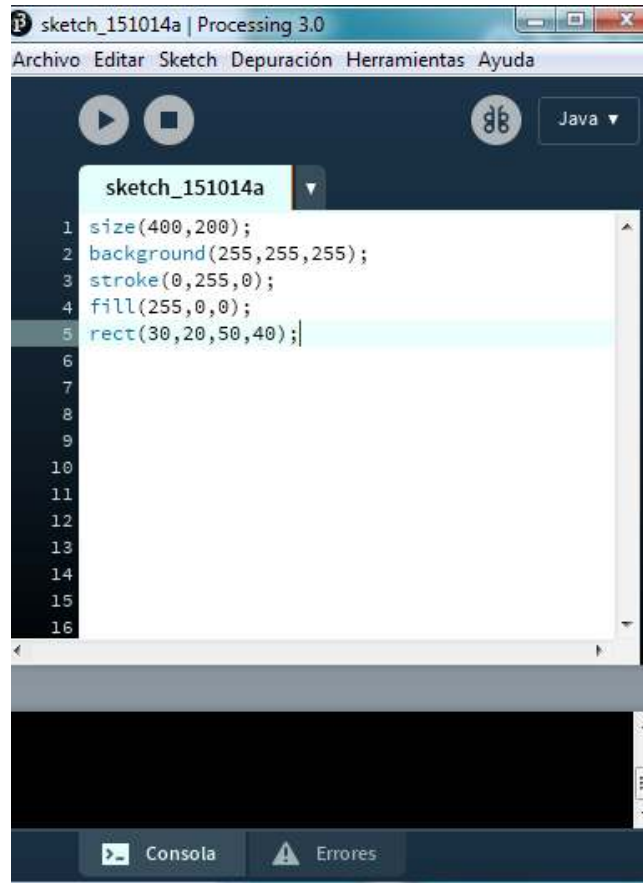 sketch_151014a | Processing 3.0
Archivo Editar Sketch Depuración Herramientas Ayuda
Java ▼
sketch_151014a ▼
1 size(400,200);
2 background(255,255,255);
3 stroke(0,255,0);
4 fill(255,0,0);
5 rect(30,20,50,40);
6
7
8
9
10
11
12
13
14
15
16
Consola Errores